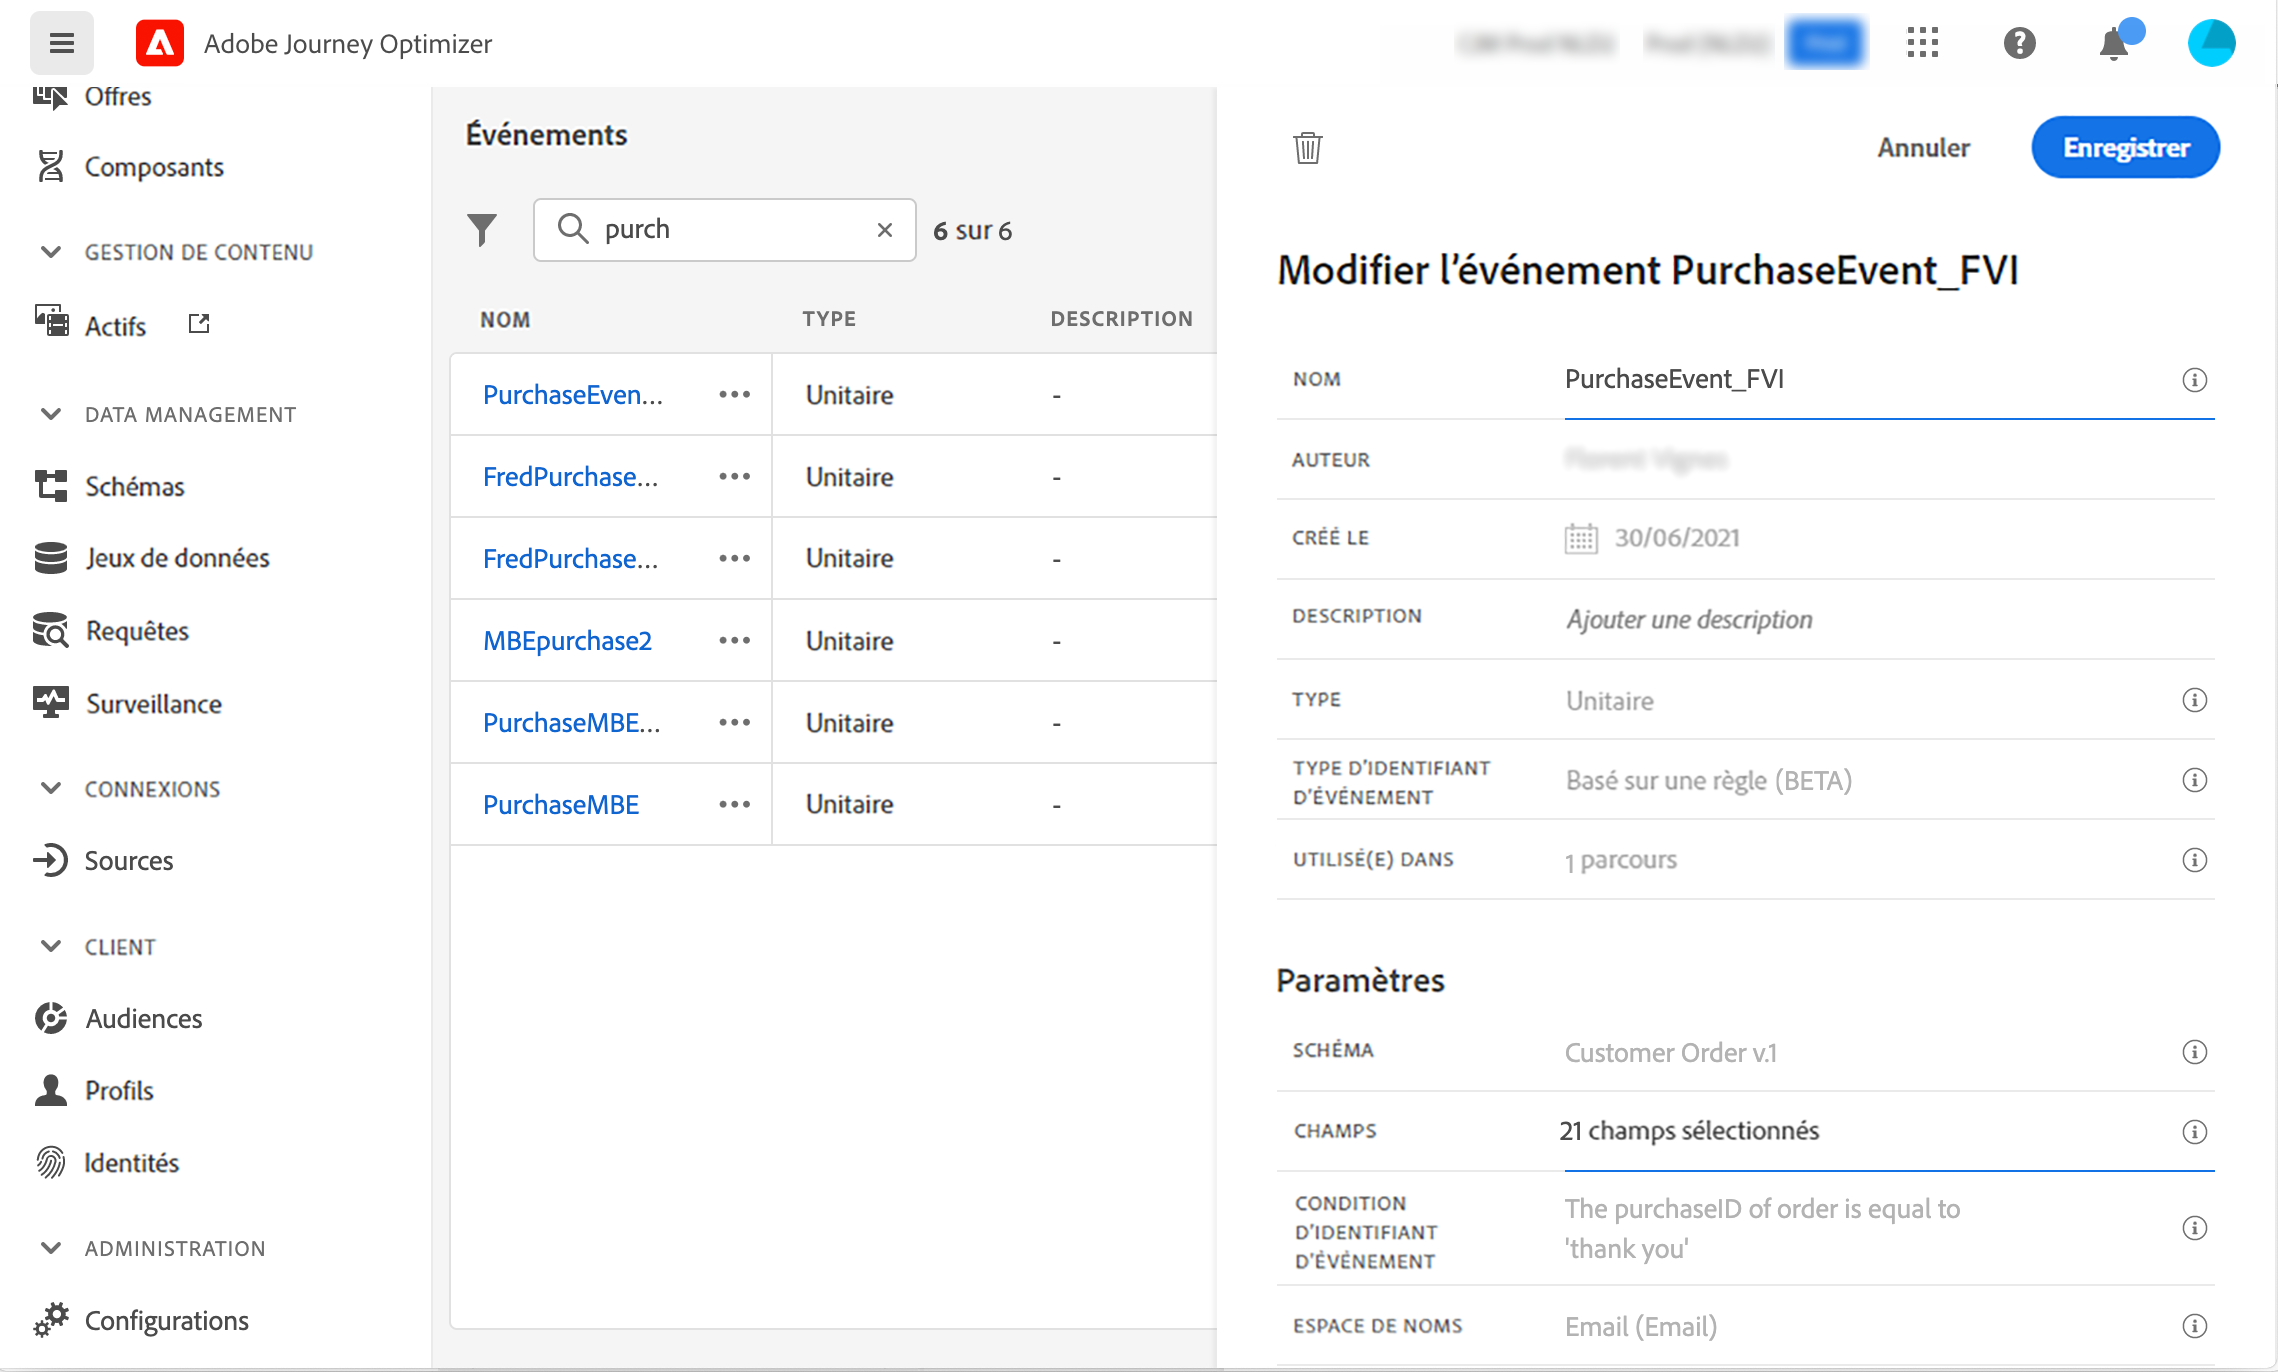 Adobe Journey Optimizer
Offres
Composants
GESTION DE CONTENU
Actifs
DATA MANAGEMENT
Schémas
Jeux de données
Requêtes
Surveillance
CONNEXIONS
Sources
CLIENT
Audiences
Profils
Identités
ADMINISTRATION
Configurations
Événements
purch
6 sur 6
NOM TYPE DESCRIPTION
PurchaseEven... Unitaire -
FredPurchase... Unitaire -
FredPurchase... Unitaire -
MBEpurchase2 Unitaire -
PurchaseMBE... Unitaire -
PurchaseMBE Unitaire -
Annuler
Enregistrer
Modifier l’événement PurchaseEvent_FVI
NOM PurchaseEvent_FVI
AUTEUR
CRÉÉ LE 30/06/2021
DESCRIPTION Ajouter une description
TYPE Unitaire
TYPE D’IDENTIFIANT
D’ÉVÉNEMENT
Basé sur une règle (BETA)
UTILISÉ(E) DANS 1 parcours
Paramètres
SCHÉMA Customer Order v.1
CHAMPS 21 champs sélectionnés
CONDITION
D’IDENTIFIANT
D’ÉVÉNEMENT
The purchaseID of order is equal to
'thank you'
ESPACE DE NOMS Email (Email)